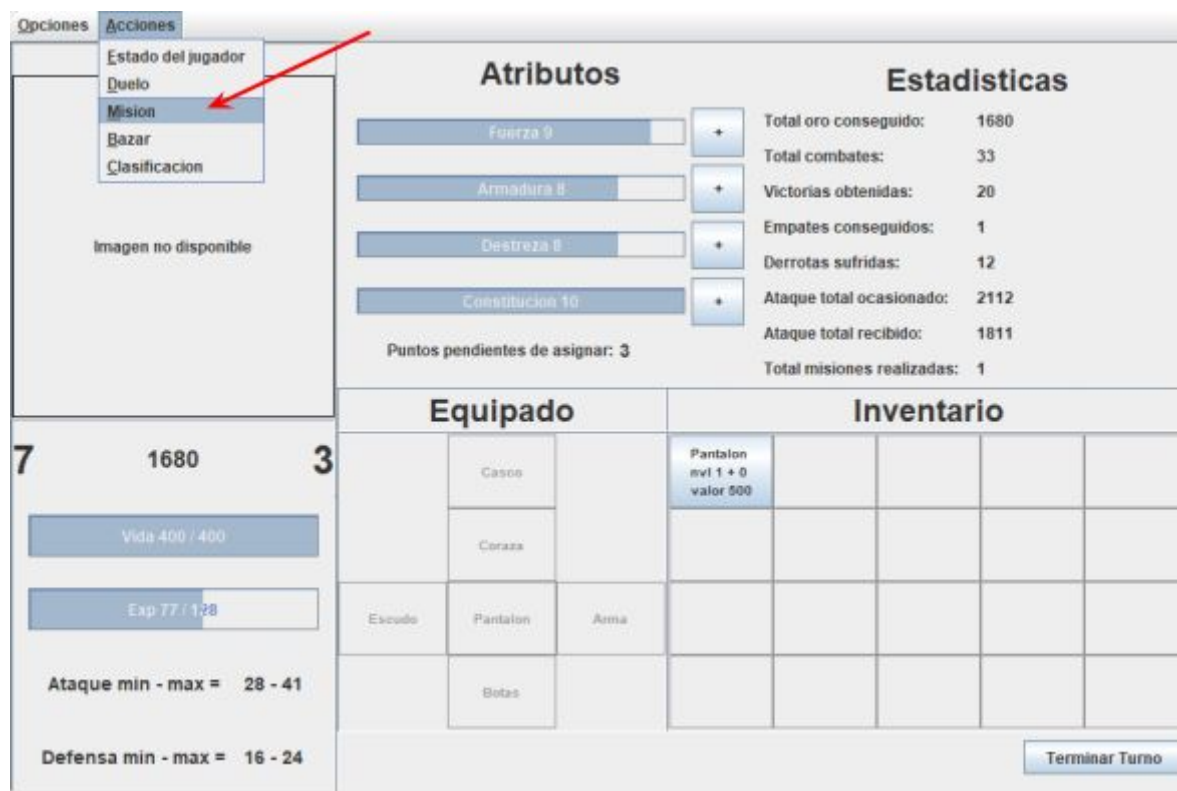 Opciones Acciones
Estado del jugador
Duelo
Mision
Bazar
Clasificacion
Imagen no disponible
Atributos
Fuerza 9 +
Armadura 8 +
Destreza 8 +
Constitucion 10 +
Puntos pendientes de asignar: 3
Estadisticas
Total oro conseguido: 1680
Total combates: 33
Victorias obtenidas: 20
Empates conseguidos: 1
Derrotas sufridas: 12
Ataque total ocasionado: 2112
Ataque total recibido: 1811
Total misiones realizadas: 1
7 1680 3
Vida 400 / 400
Exp 77 / 128
Ataque min - max = 28 - 41
Defensa min - max = 16 - 24
Equipado
Casco
Coraza
Escudo Pantalon Arma
Botas
Inventario
Pantalon
nvl 1 + 0
valor 500
Terminar Turno